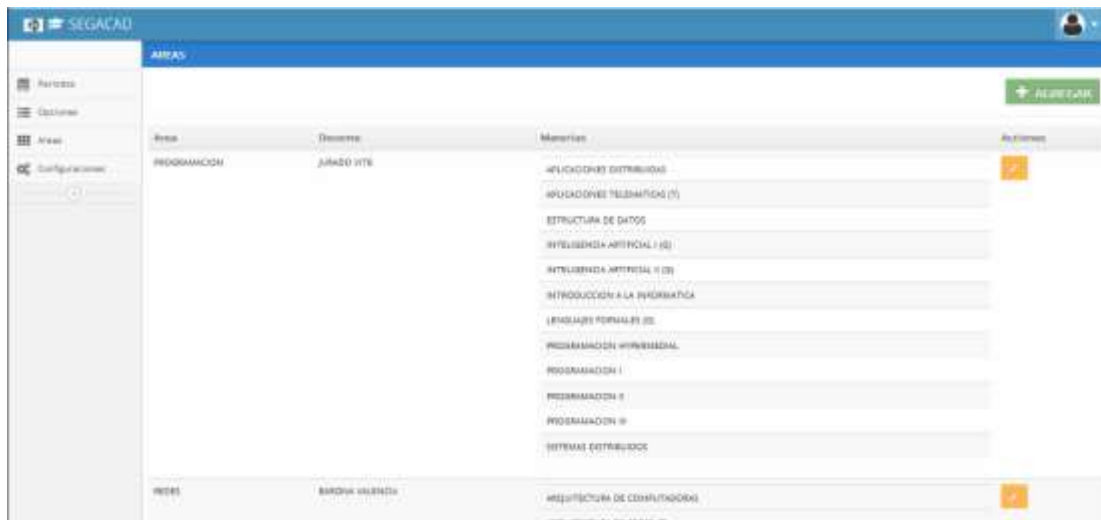 SEGACAD
AREAS
Periodos
AGREGAR
Opciones
Areas
Area Docente Materias Acciones
Configuraciones
PROGRAMACION JURADO VITE APLICACIONES DISTRIBUIDAS
APLICACIONES TELEMATICAS (T)
ESTRUCTURA DE DATOS
INTELIGENCIA ARTIFICIAL I (G)
INTELIGENCIA ARTIFICIAL II (G)
INTRODUCCION A LA INFORMATICA
LENGUAJES FORMALES (G)
PROGRAMACION HYPERMEDIAL
PROGRAMACION I
PROGRAMACION II
PROGRAMACION III
SISTEMAS DISTRIBUIDOS
REDES BARONA VALENCIA ARQUITECTURA DE COMPUTADORAS